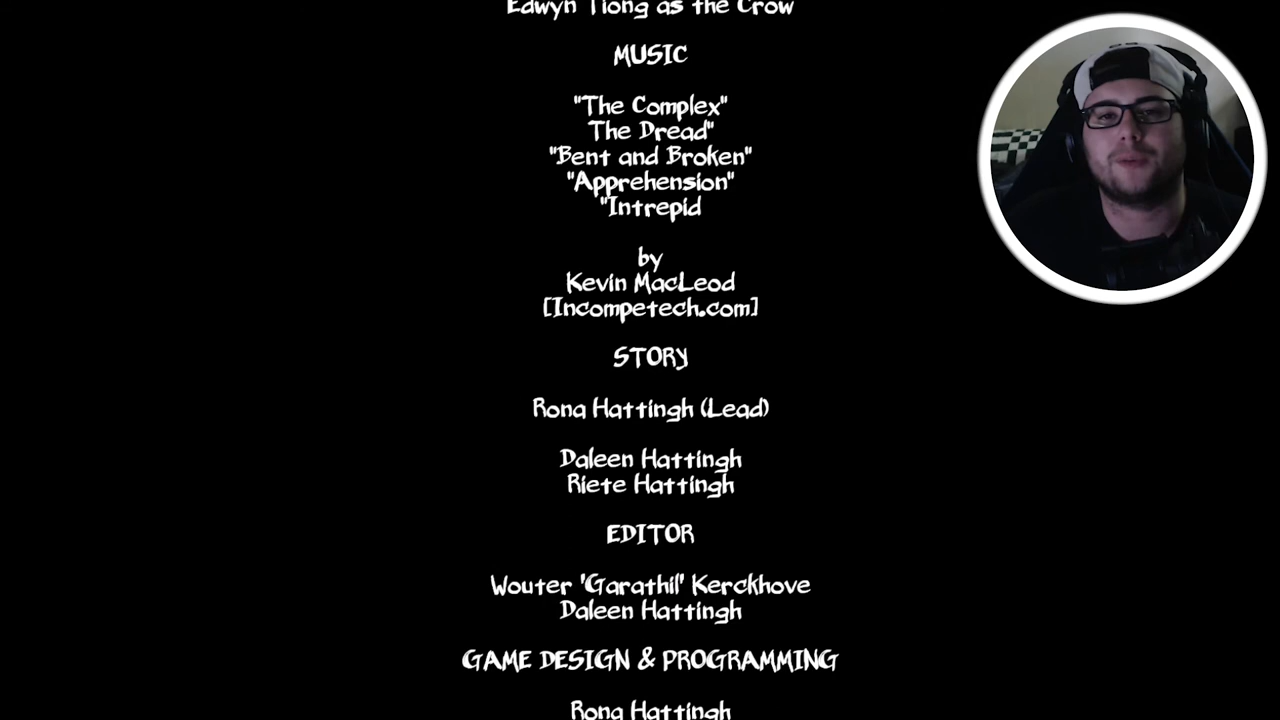 Edwyn Tiong as the Crow
MUSIC
"The Complex"
The Dread"
"Bent and Broken"
"Apprehension"
"Intrepid
by
Kevin MacLeod
[Incompetech.com]
STORY
Rona Hattingh (Lead)
Daleen Hattingh
Riete Hattingh
EDITOR
Wouter "Garathil" Kerckhove
Daleen Hattingh
GAME DESIGN & PROGRAMMING
Rona Hattingh